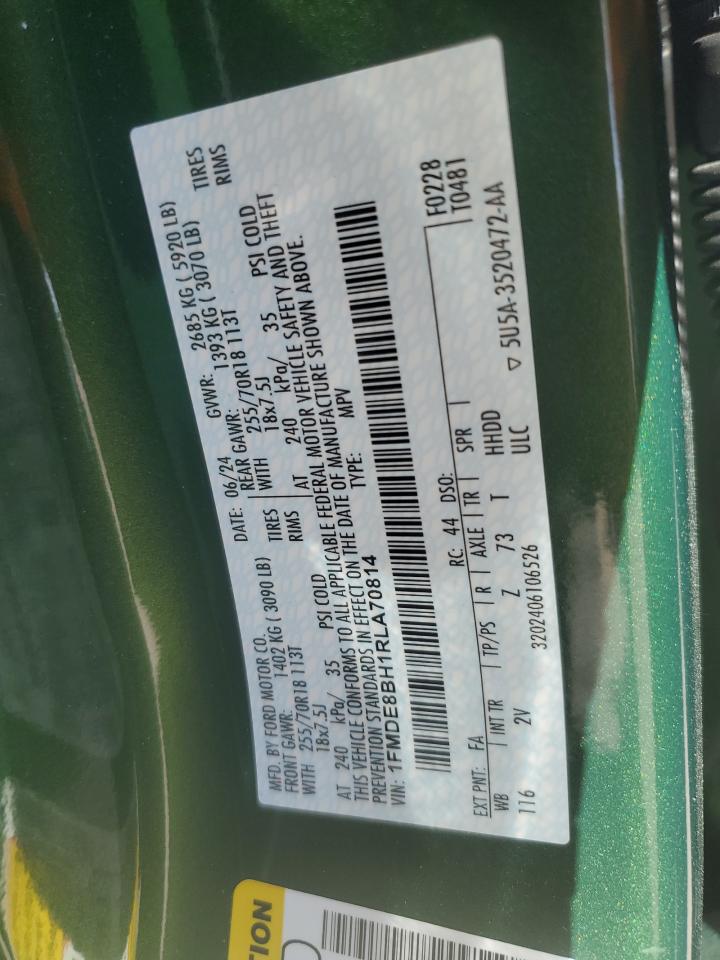 MFD. BY FORD MOTOR CO.
DATE: 06/24 GVWR: 2685 KG ( 5920 LB)
FRONT GAWR: 1402 KG ( 3090 LB) REAR GAWR: 1393 KG ( 3070 LB)
WITH 255/70R18 113T TIRES WITH 255/70R18 113T TIRES
18x7.5J RIMS 18x7.5J RIMS
AT 240 kPa/ 35 PSI COLD AT 240 kPa/ 35 PSI COLD
THIS VEHICLE CONFORMS TO ALL APPLICABLE FEDERAL MOTOR VEHICLE SAFETY AND THEFT
PREVENTION STANDARDS IN EFFECT ON THE DATE OF MANUFACTURE SHOWN ABOVE.
VIN: 1FMDE8BH1RLA70814 TYPE: MPV
F0228
EXT PNT: FA RC: 44 DSO: T0481
WB INT TR TP/PS R AXLE TR SPR
116 2V Z 73 T HHDD
3202406106526 ULC ▽ 5U5A-3520472-AA
TION